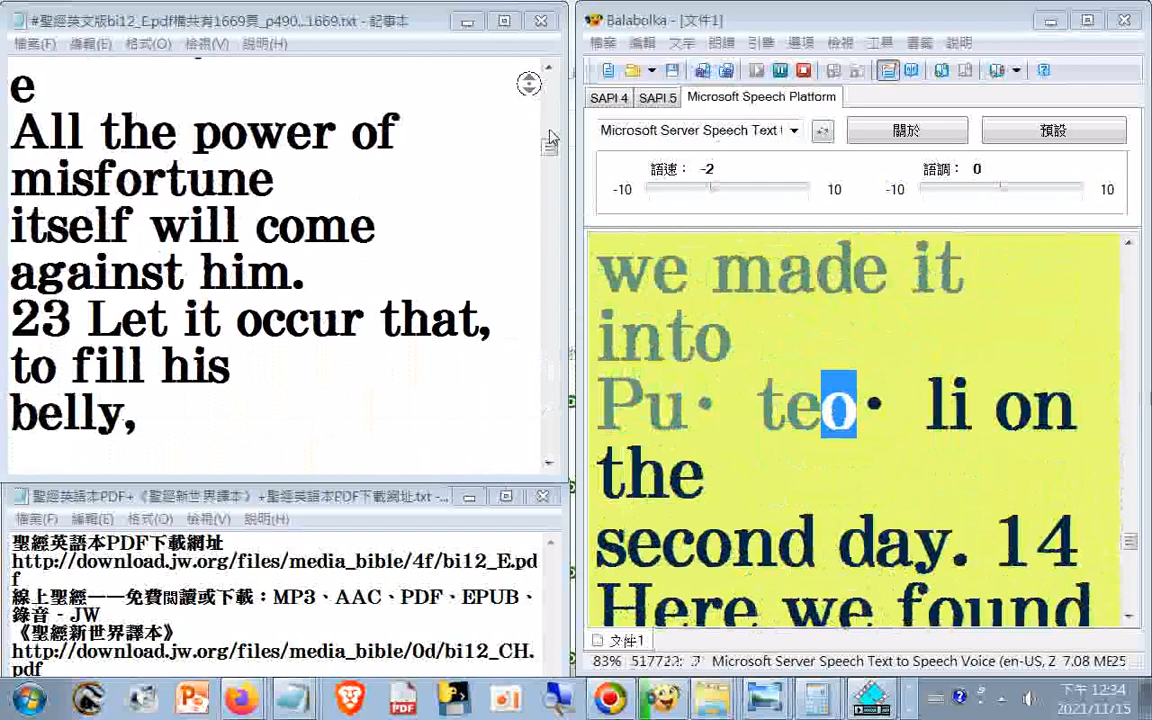 #聖經英文版bi12_E.pdf檔共有1669頁_p490,..1669.txt - 記事本
檔案(F) 編輯(E) 格式(O) 檢視(V) 說明(H)
e
All the power of
misfortune
itself will come
against him.
23 Let it occur that,
to fill his
belly,
聖經英語本PDF+《聖經新世界譯本》+聖經英語本PDF下載網址.txt - ...
檔案(F) 編輯(E) 格式(O) 檢視(V) 說明(H)
聖經英語本PDF下載網址
http://download.jw.org/files/media_bible/4f/bi12_E.pd
f
線上聖經——免費閱讀或下載：MP3、AAC、PDF、EPUB、
錄音 - JW
《聖經新世界譯本》
http://download.jw.org/files/media_bible/0d/bi12_CH.
pdf
Balabolka - [文件1]
檔案 編輯 文字 朗讀 引擎 選項 檢視 工具 書籤 說明
SAPI 4 SAPI 5 Microsoft Speech Platform
Microsoft Server Speech Text 關於 預設
語速： -2 語調： 0
-10 10 -10 10
we made it
into
Pu· teo· li on
the
second day. 14
Here we found
文件1
83% Microsoft Server Speech Text to Speech Voice (en-US, Z 7.08 ME25
下午 12:34
2021/11/15